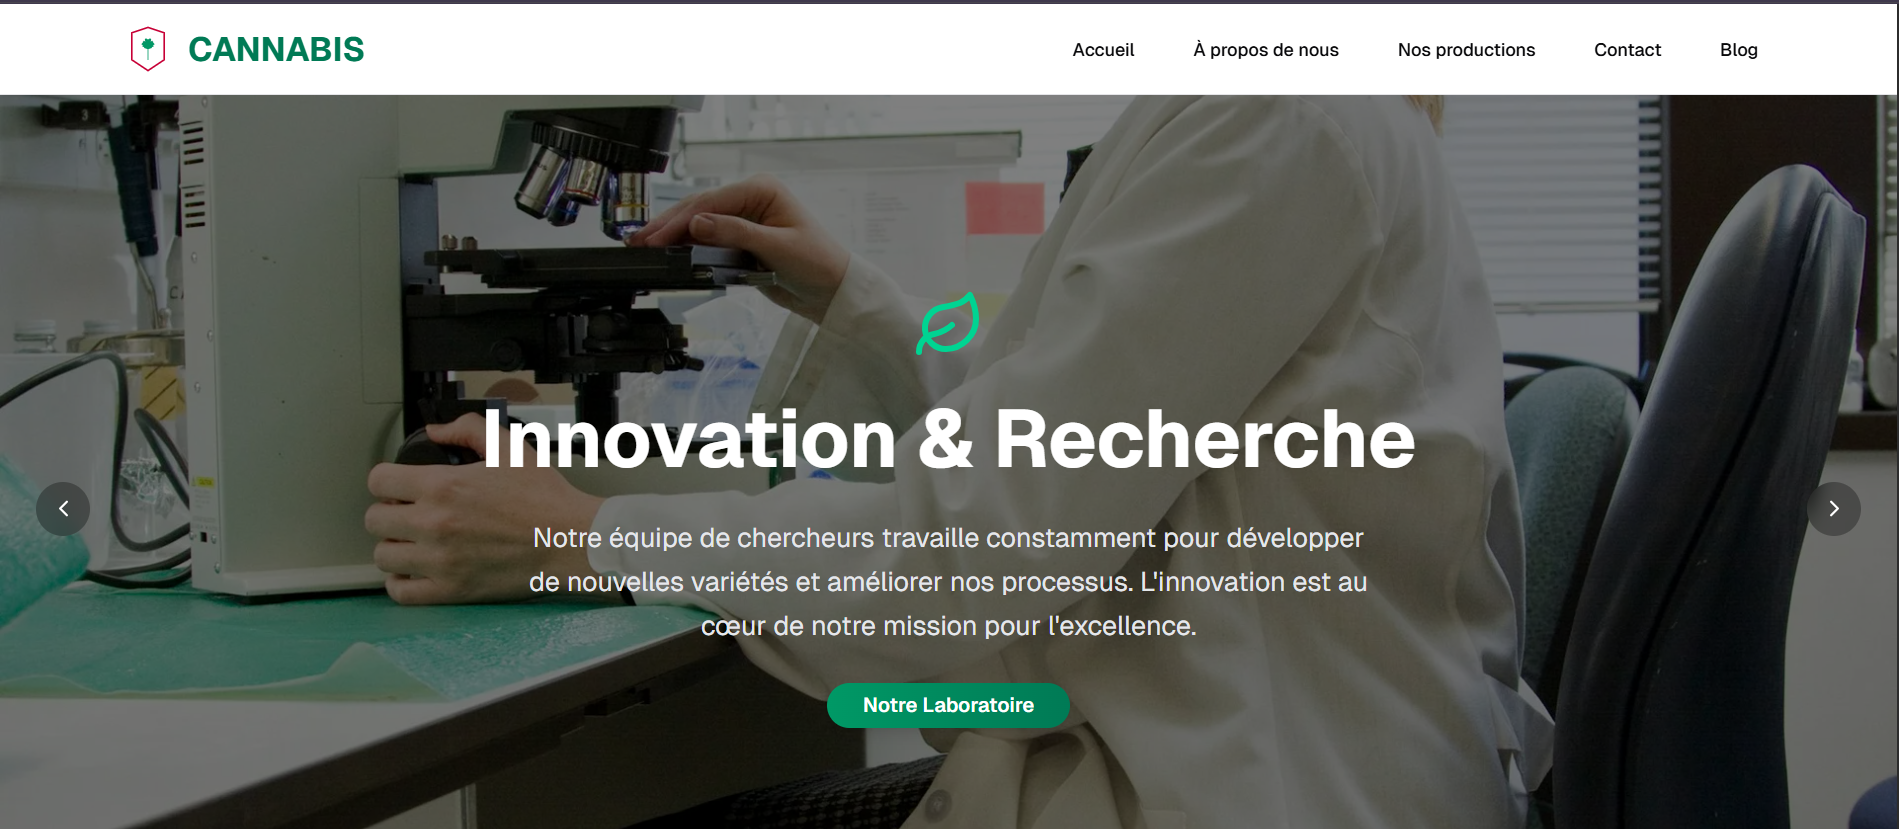 CANNABIS
Accueil
À propos de nous
Nos productions
Contact
Blog
3
Innovation & Recherche
Notre équipe de chercheurs travaille constamment pour développer
de nouvelles variétés et améliorer nos processus. L'innovation est au
cœur de notre mission pour l'excellence.
Notre Laboratoire